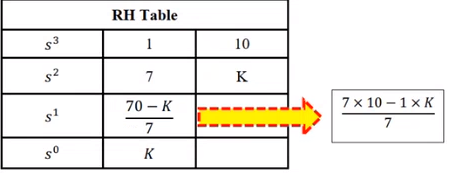 RH Table
s³ 1 10
s² 7 K
s¹ (70 − K)/7 (7 × 10 − 1 × K)/7
s⁰ K